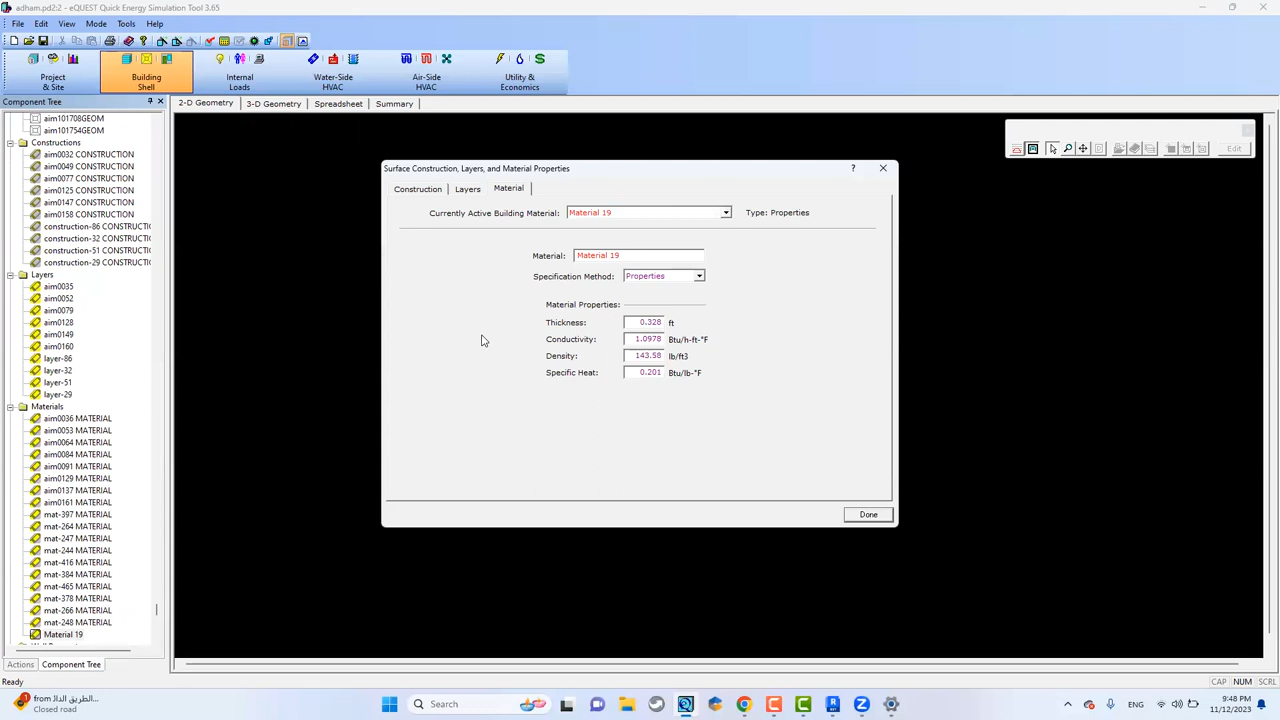 adham.pd2:2 - eQUEST Quick Energy Simulation Tool 3.65
File Edit View Mode Tools Help
Project & Site
Building Shell
Internal Loads
Water-Side HVAC
Air-Side HVAC
Utility & Economics
Component Tree
2-D Geometry 3-D Geometry Spreadsheet Summary
aim101708GEOM
aim101754GEOM
Constructions
aim0032 CONSTRUCTION
aim0049 CONSTRUCTION
aim0077 CONSTRUCTION
aim0125 CONSTRUCTION
aim0147 CONSTRUCTION
aim0158 CONSTRUCTION
construction-86 CONSTRUCTIC
construction-32 CONSTRUCTIC
construction-51 CONSTRUCTIC
construction-29 CONSTRUCTIC
Layers
aim0035
aim0052
aim0079
aim0128
aim0149
aim0160
layer-86
layer-32
layer-51
layer-29
Materials
aim0036 MATERIAL
aim0053 MATERIAL
aim0064 MATERIAL
aim0084 MATERIAL
aim0091 MATERIAL
aim0129 MATERIAL
aim0137 MATERIAL
aim0161 MATERIAL
mat-397 MATERIAL
mat-264 MATERIAL
mat-247 MATERIAL
mat-244 MATERIAL
mat-416 MATERIAL
mat-384 MATERIAL
mat-465 MATERIAL
mat-378 MATERIAL
mat-266 MATERIAL
mat-248 MATERIAL
Material 19
Actions Component Tree
Edit
Surface Construction, Layers, and Material Properties
Construction Layers Material
Currently Active Building Material: Material 19 Type: Properties
Material: Material 19
Specification Method: Properties
Material Properties:
Thickness: 0.328 ft
Conductivity: 1.0978 Btu/h-ft-°F
Density: 143.58 lb/ft3
Specific Heat: 0.201 Btu/lb-°F
Done
Ready
CAP NUM SCRL
from ...الطريق الدال
Closed road
Search
ENG
9:48 PM
11/12/2023